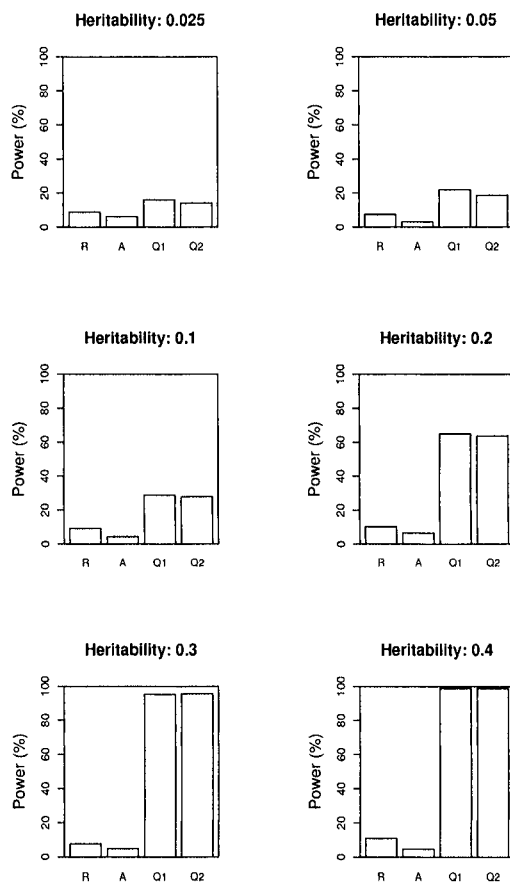 Heritability: 0.025
Power (%)
100
80
60
40
20
0
R A Q1 Q2
Heritability: 0.05
Power (%)
100
80
60
40
20
0
R A Q1 Q2
Heritability: 0.1
Power (%)
100
80
60
40
20
0
R A Q1 Q2
Heritability: 0.2
Power (%)
100
80
60
40
20
0
R A Q1 Q2
Heritability: 0.3
Power (%)
100
80
60
40
20
0
R A Q1 Q2
Heritability: 0.4
Power (%)
100
80
60
40
20
0
R A Q1 Q2